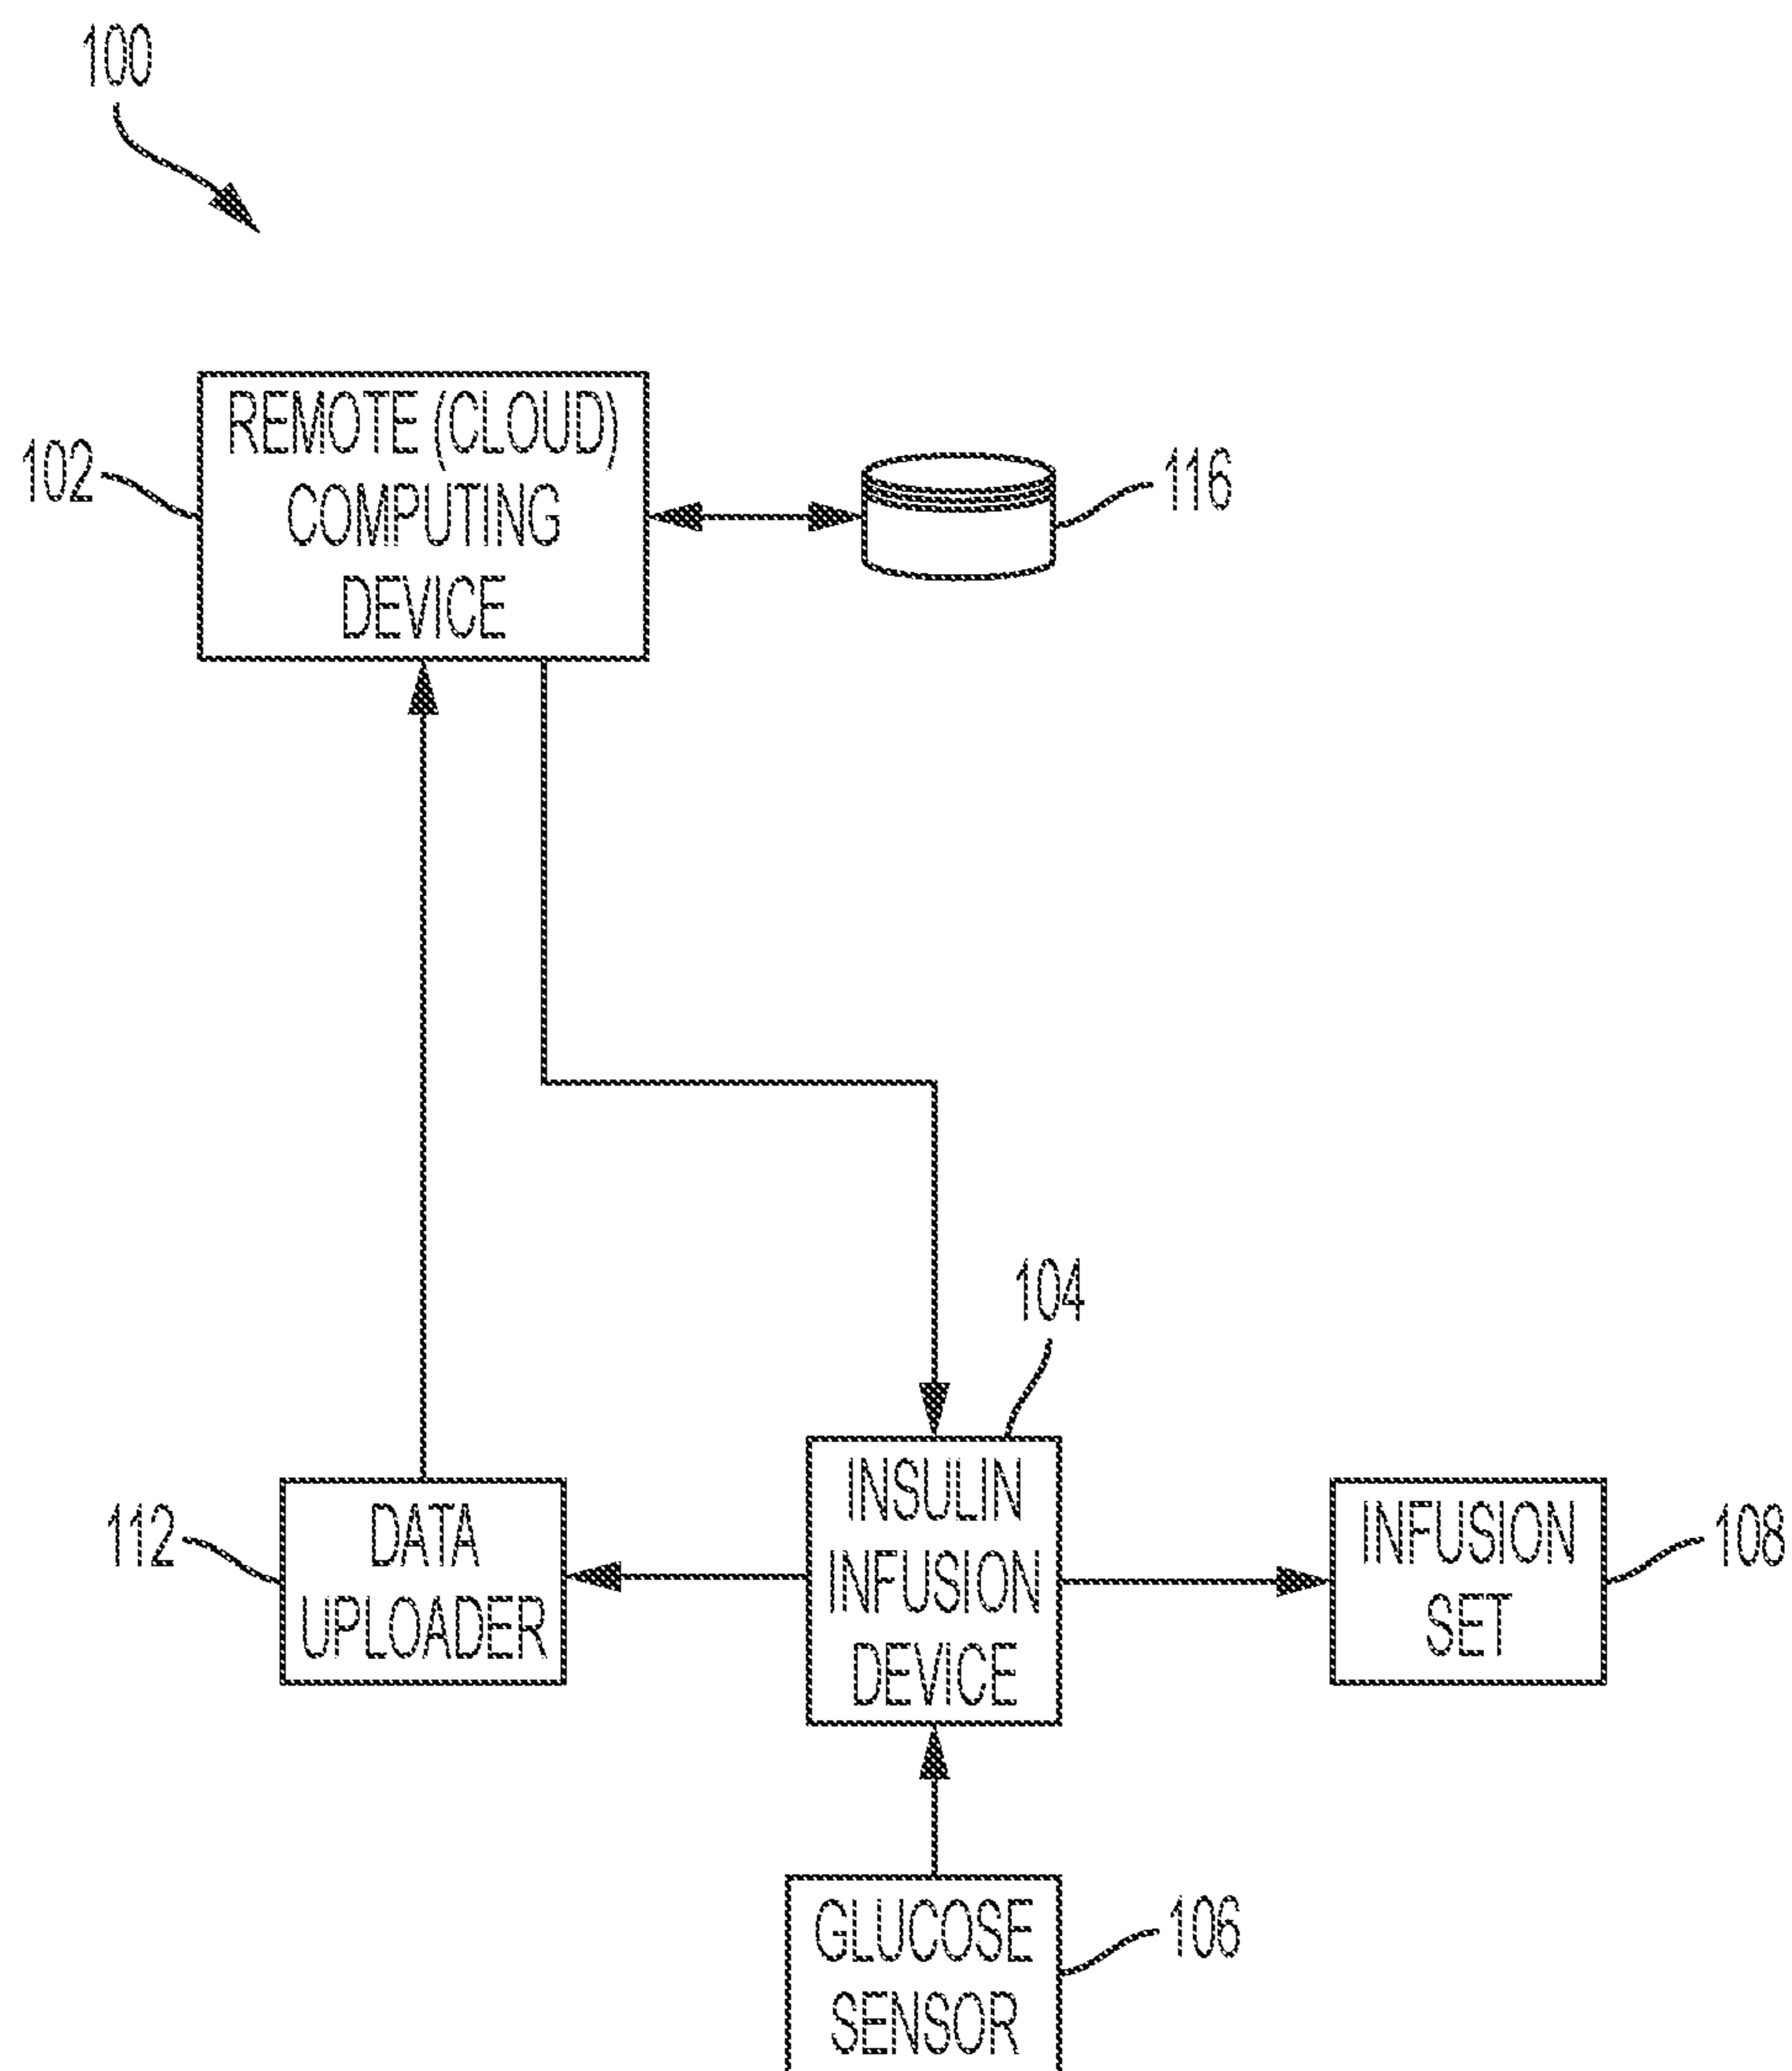 100
REMOTE (CLOUD)
COMPUTING
DEVICE
102
116
104
INSULIN
INFUSION
DEVICE
DATA
UPLOADER
112
INFUSION
SET
108
GLUCOSE
SENSOR
106